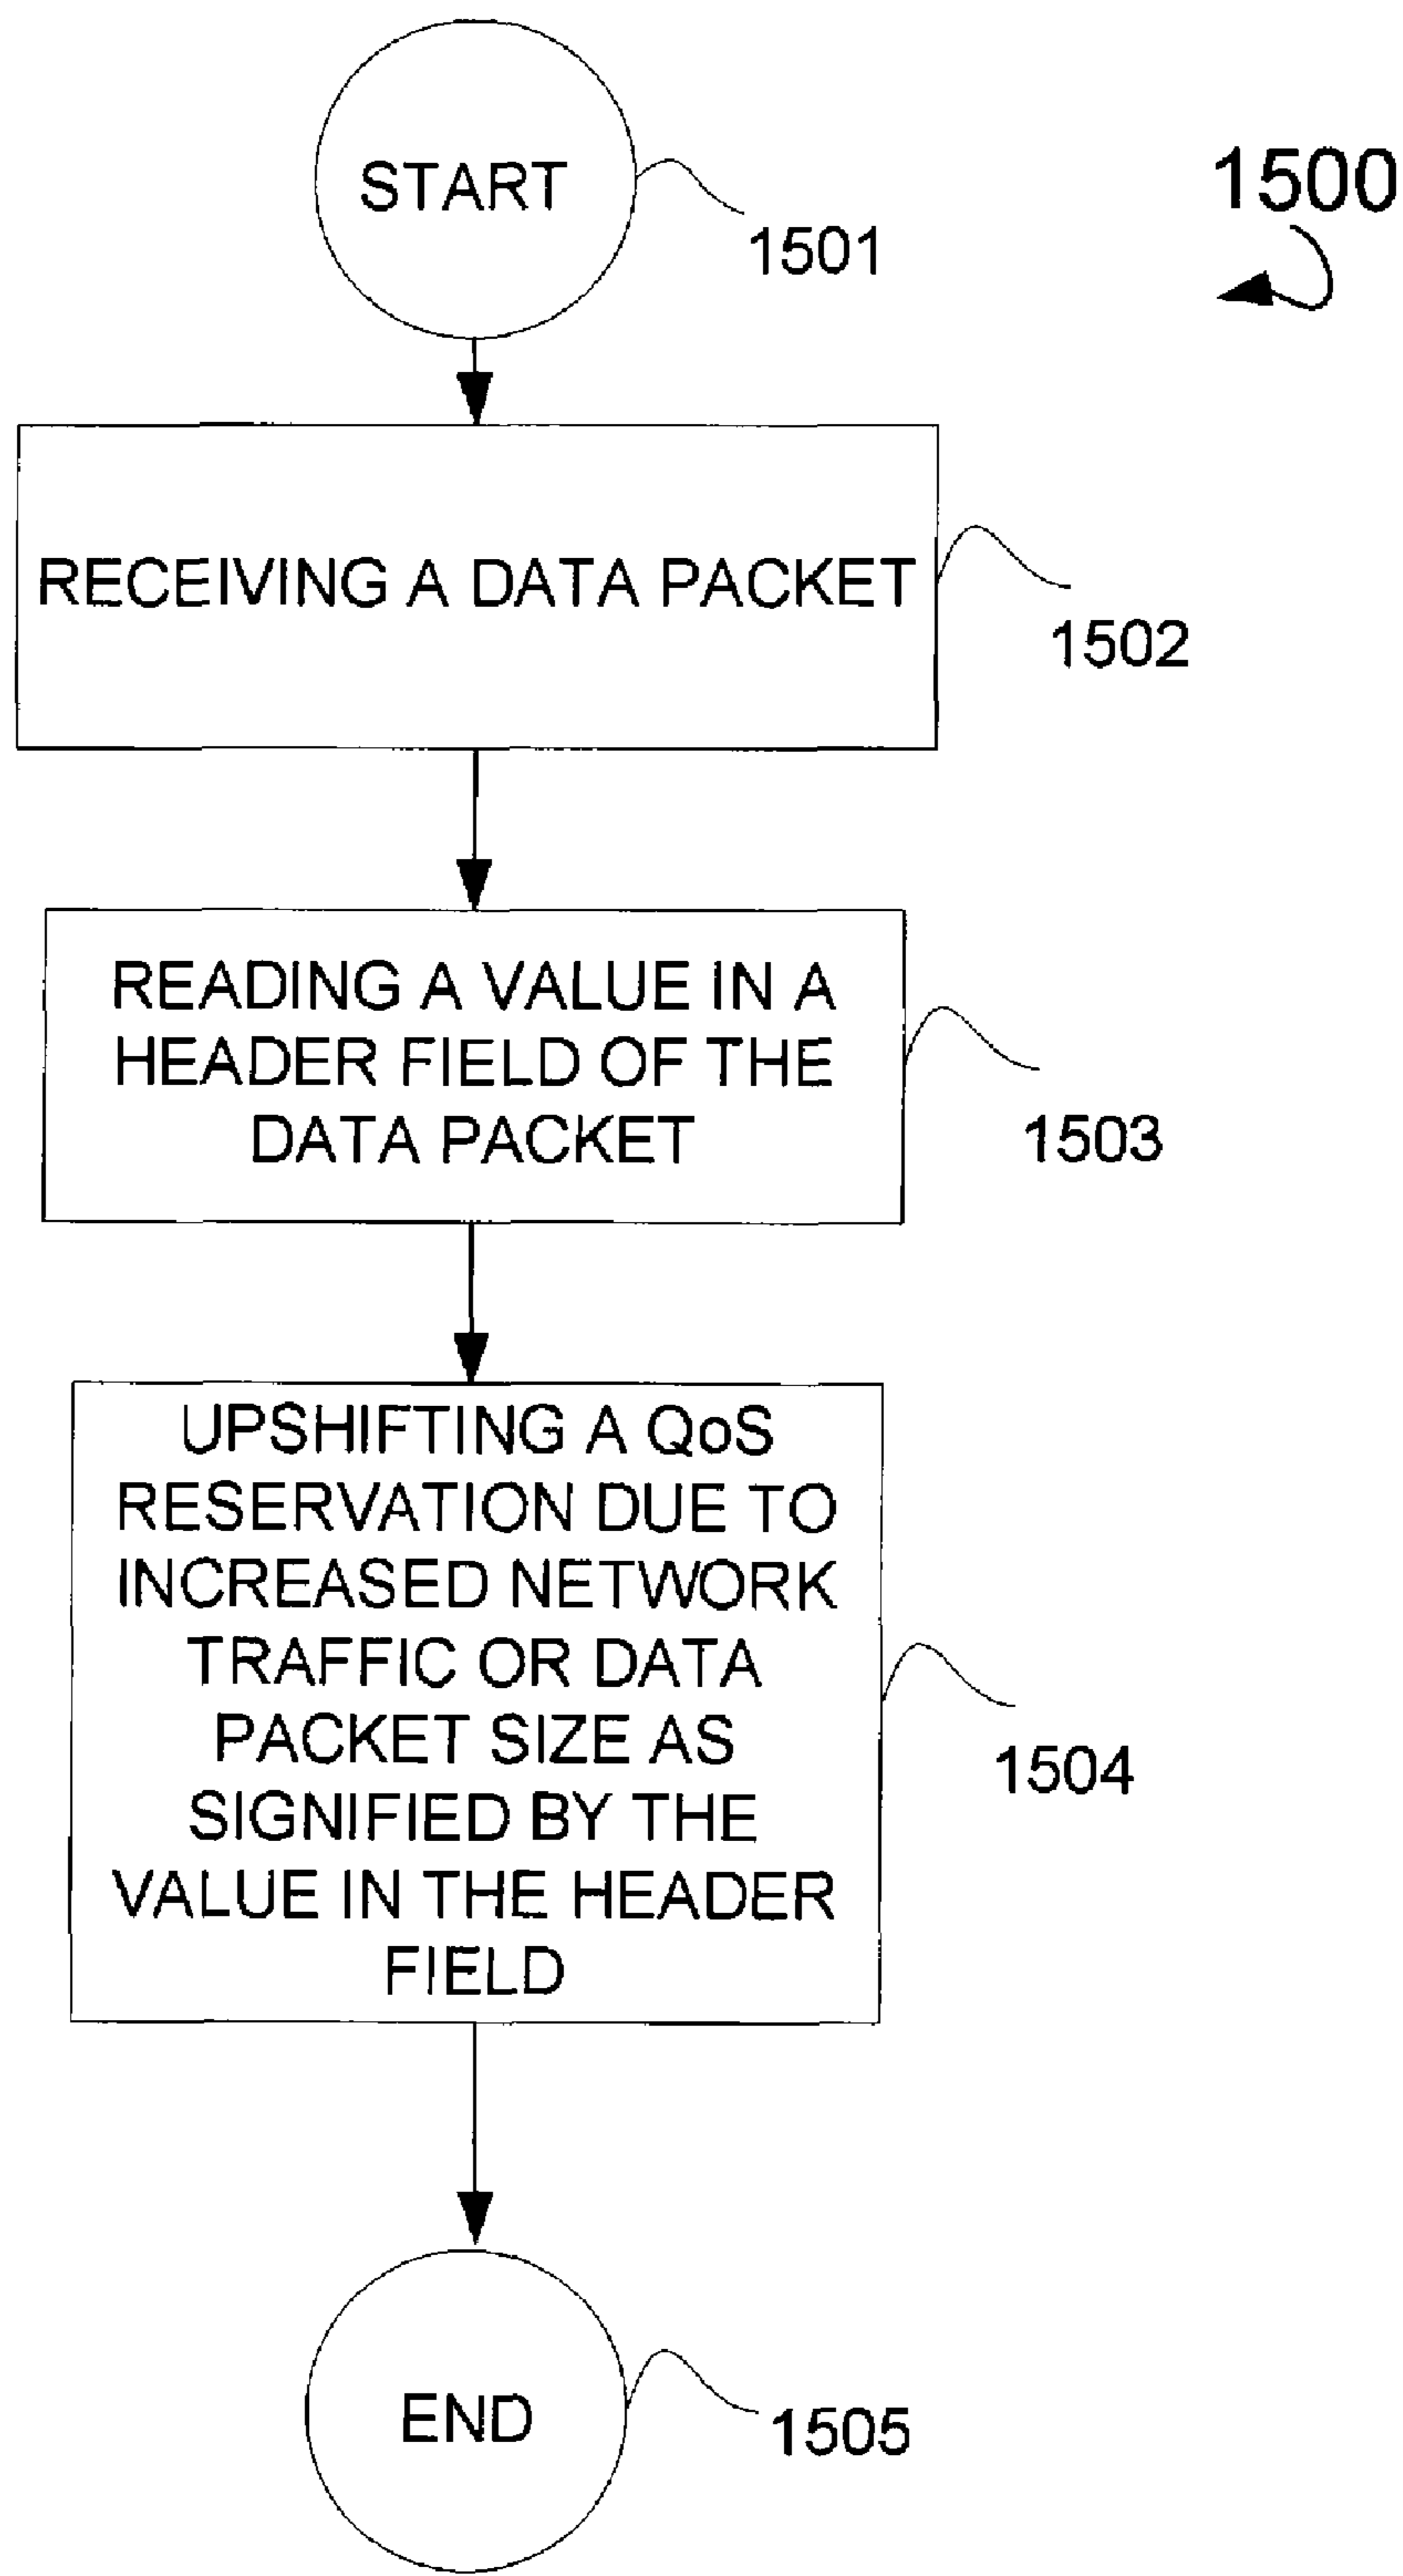 START
1500
1501
RECEIVING A DATA PACKET
1502
READING A VALUE IN A
HEADER FIELD OF THE
DATA PACKET
1503
UPSHIFTING A QoS
RESERVATION DUE TO
INCREASED NETWORK
TRAFFIC OR DATA
PACKET SIZE AS
SIGNIFIED BY THE
VALUE IN THE HEADER
FIELD
1504
END
1505